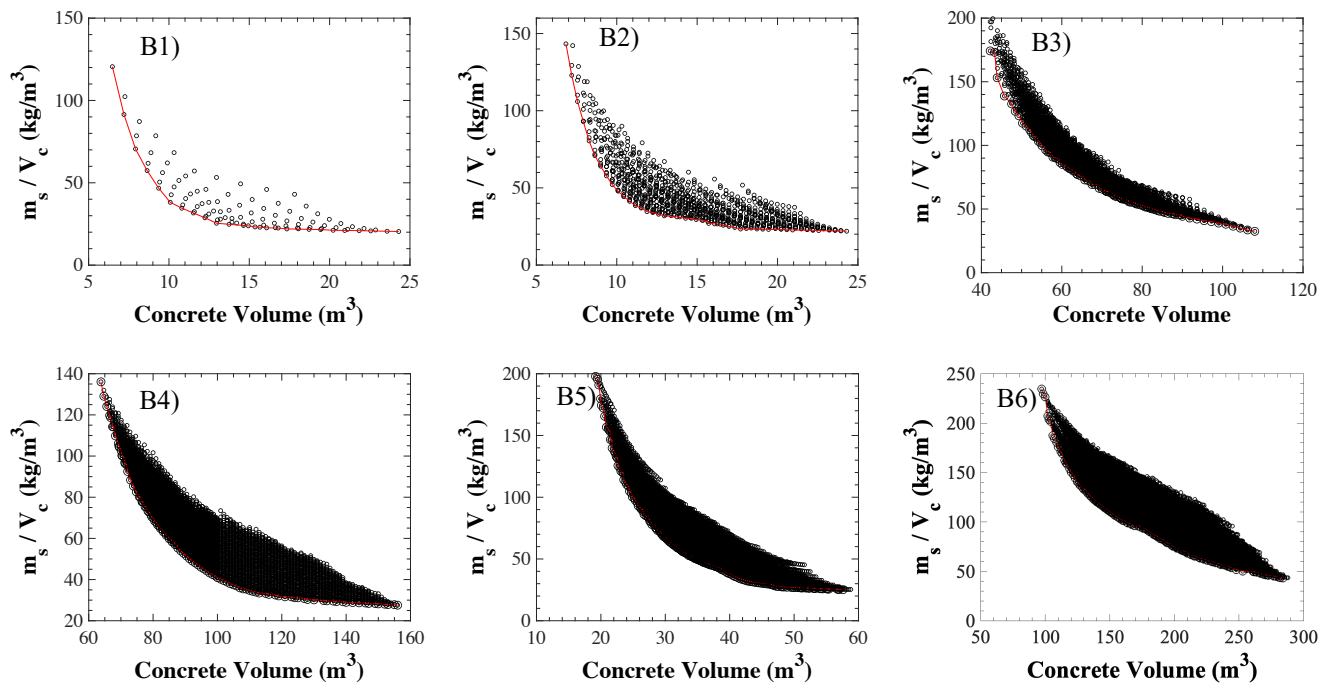 B1)
m_s / V_c (kg/m^3)
150
100
50
0
5 10 15 20 25
Concrete Volume (m^3)
B2)
m_s / V_c (kg/m^3)
150
100
50
0
5 10 15 20 25
Concrete Volume (m^3)
B3)
m_s / V_c (kg/m^3)
200
150
100
50
0
40 60 80 100 120
Concrete Volume
B4)
m_s / V_c (kg/m^3)
140
120
100
80
60
40
20
60 80 100 120 140 160
Concrete Volume (m^3)
B5)
m_s / V_c (kg/m^3)
200
150
100
50
0
10 20 30 40 50 60
Concrete Volume (m^3)
B6)
m_s / V_c (kg/m^3)
250
200
150
100
50
0
50 100 150 200 250 300
Concrete Volume (m^3)